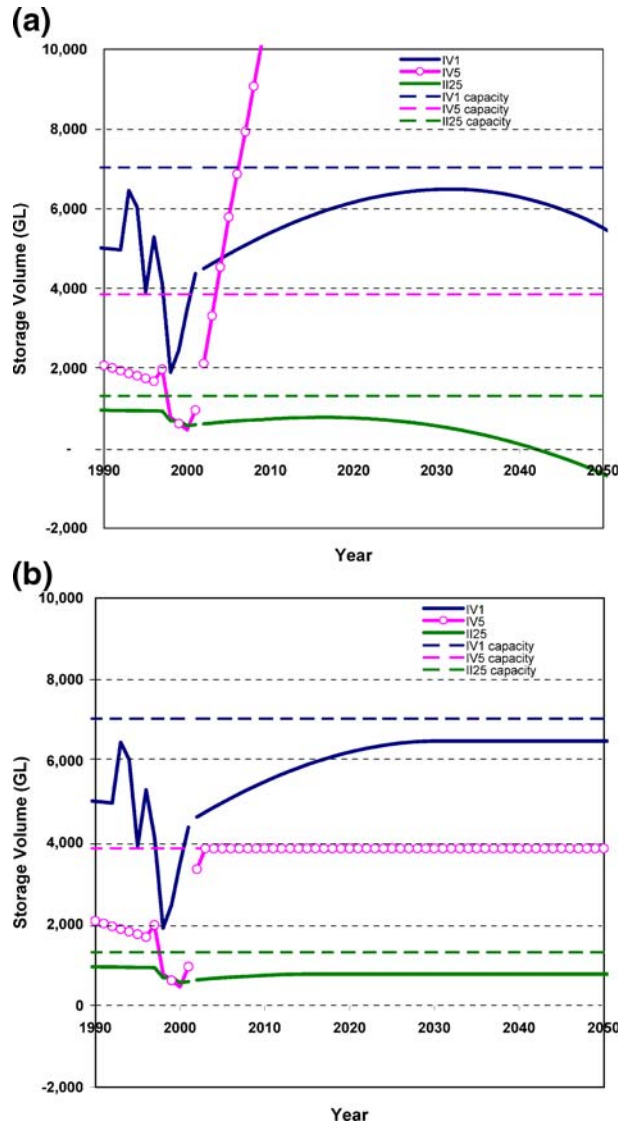 (a)
10,000
8,000
6,000
4,000
2,000
-
-2,000
Storage Volume (GL)
IV1
IV5
II25
IV1 capacity
IV5 capacity
II25 capacity
1990 2000 2010 2020 2030 2040 2050
Year
(b)
10,000
8,000
6,000
4,000
2,000
0
-2,000
Storage Volume (GL)
IV1
IV5
II25
IV1 capacity
IV5 capacity
II25 capacity
1990 2000 2010 2020 2030 2040 2050
Year